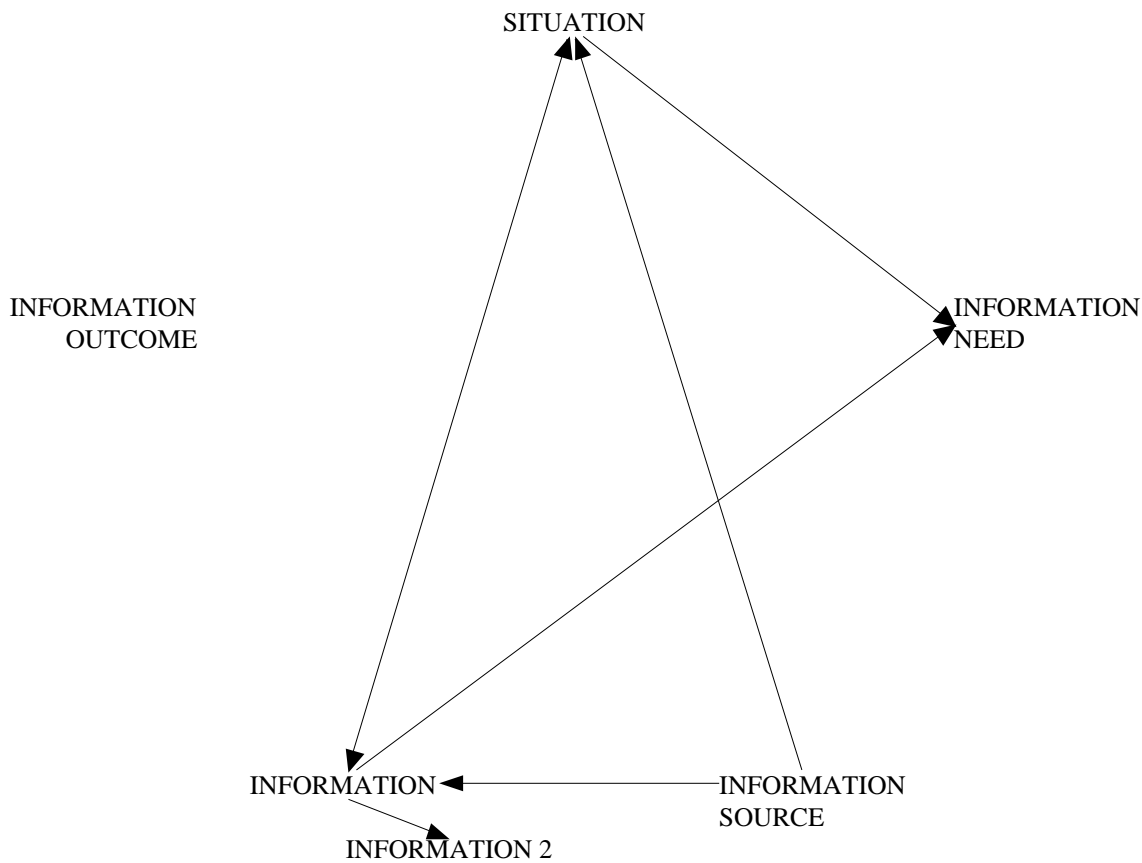 SITUATION
INFORMATION
OUTCOME
INFORMATION
NEED
INFORMATION
INFORMATION
SOURCE
INFORMATION 2